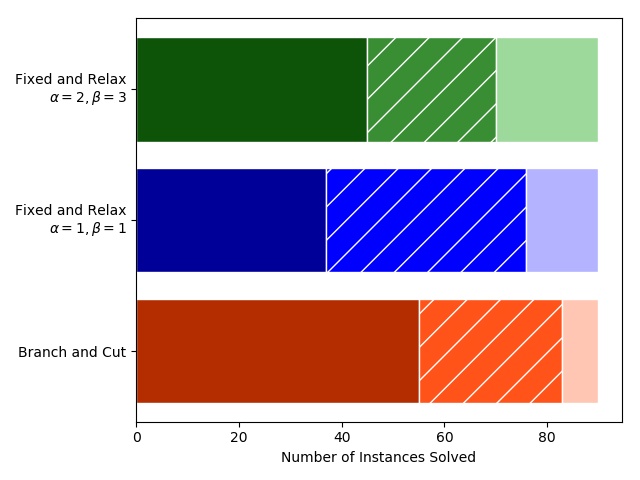 Fixed and Relax
α = 2, β = 3
Fixed and Relax
α = 1, β = 1
Branch and Cut
0 20 40 60 80
Number of Instances Solved